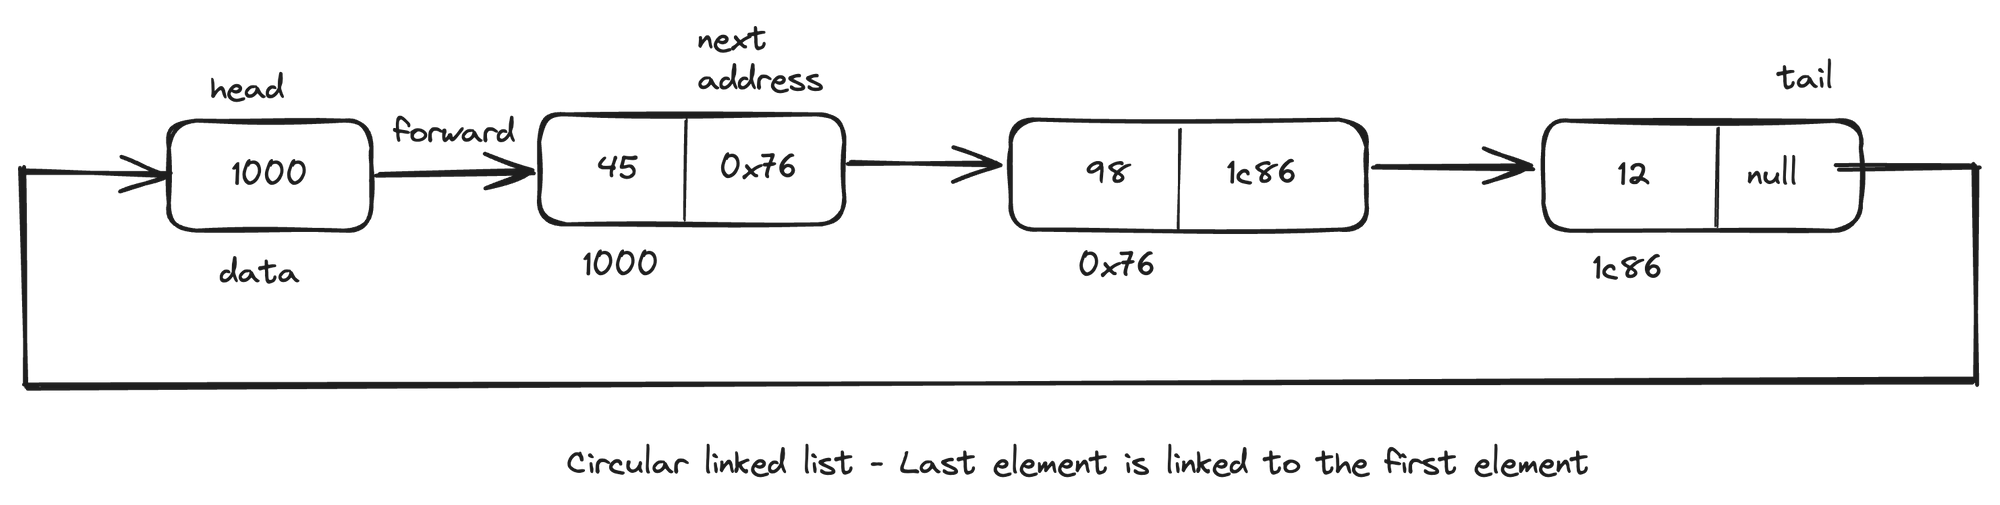 next
address
head
tail
forward
1000
45
0x76
98
1c86
12
null
data
1000
0x76
1c86
Circular linked list - Last element is linked to the first element